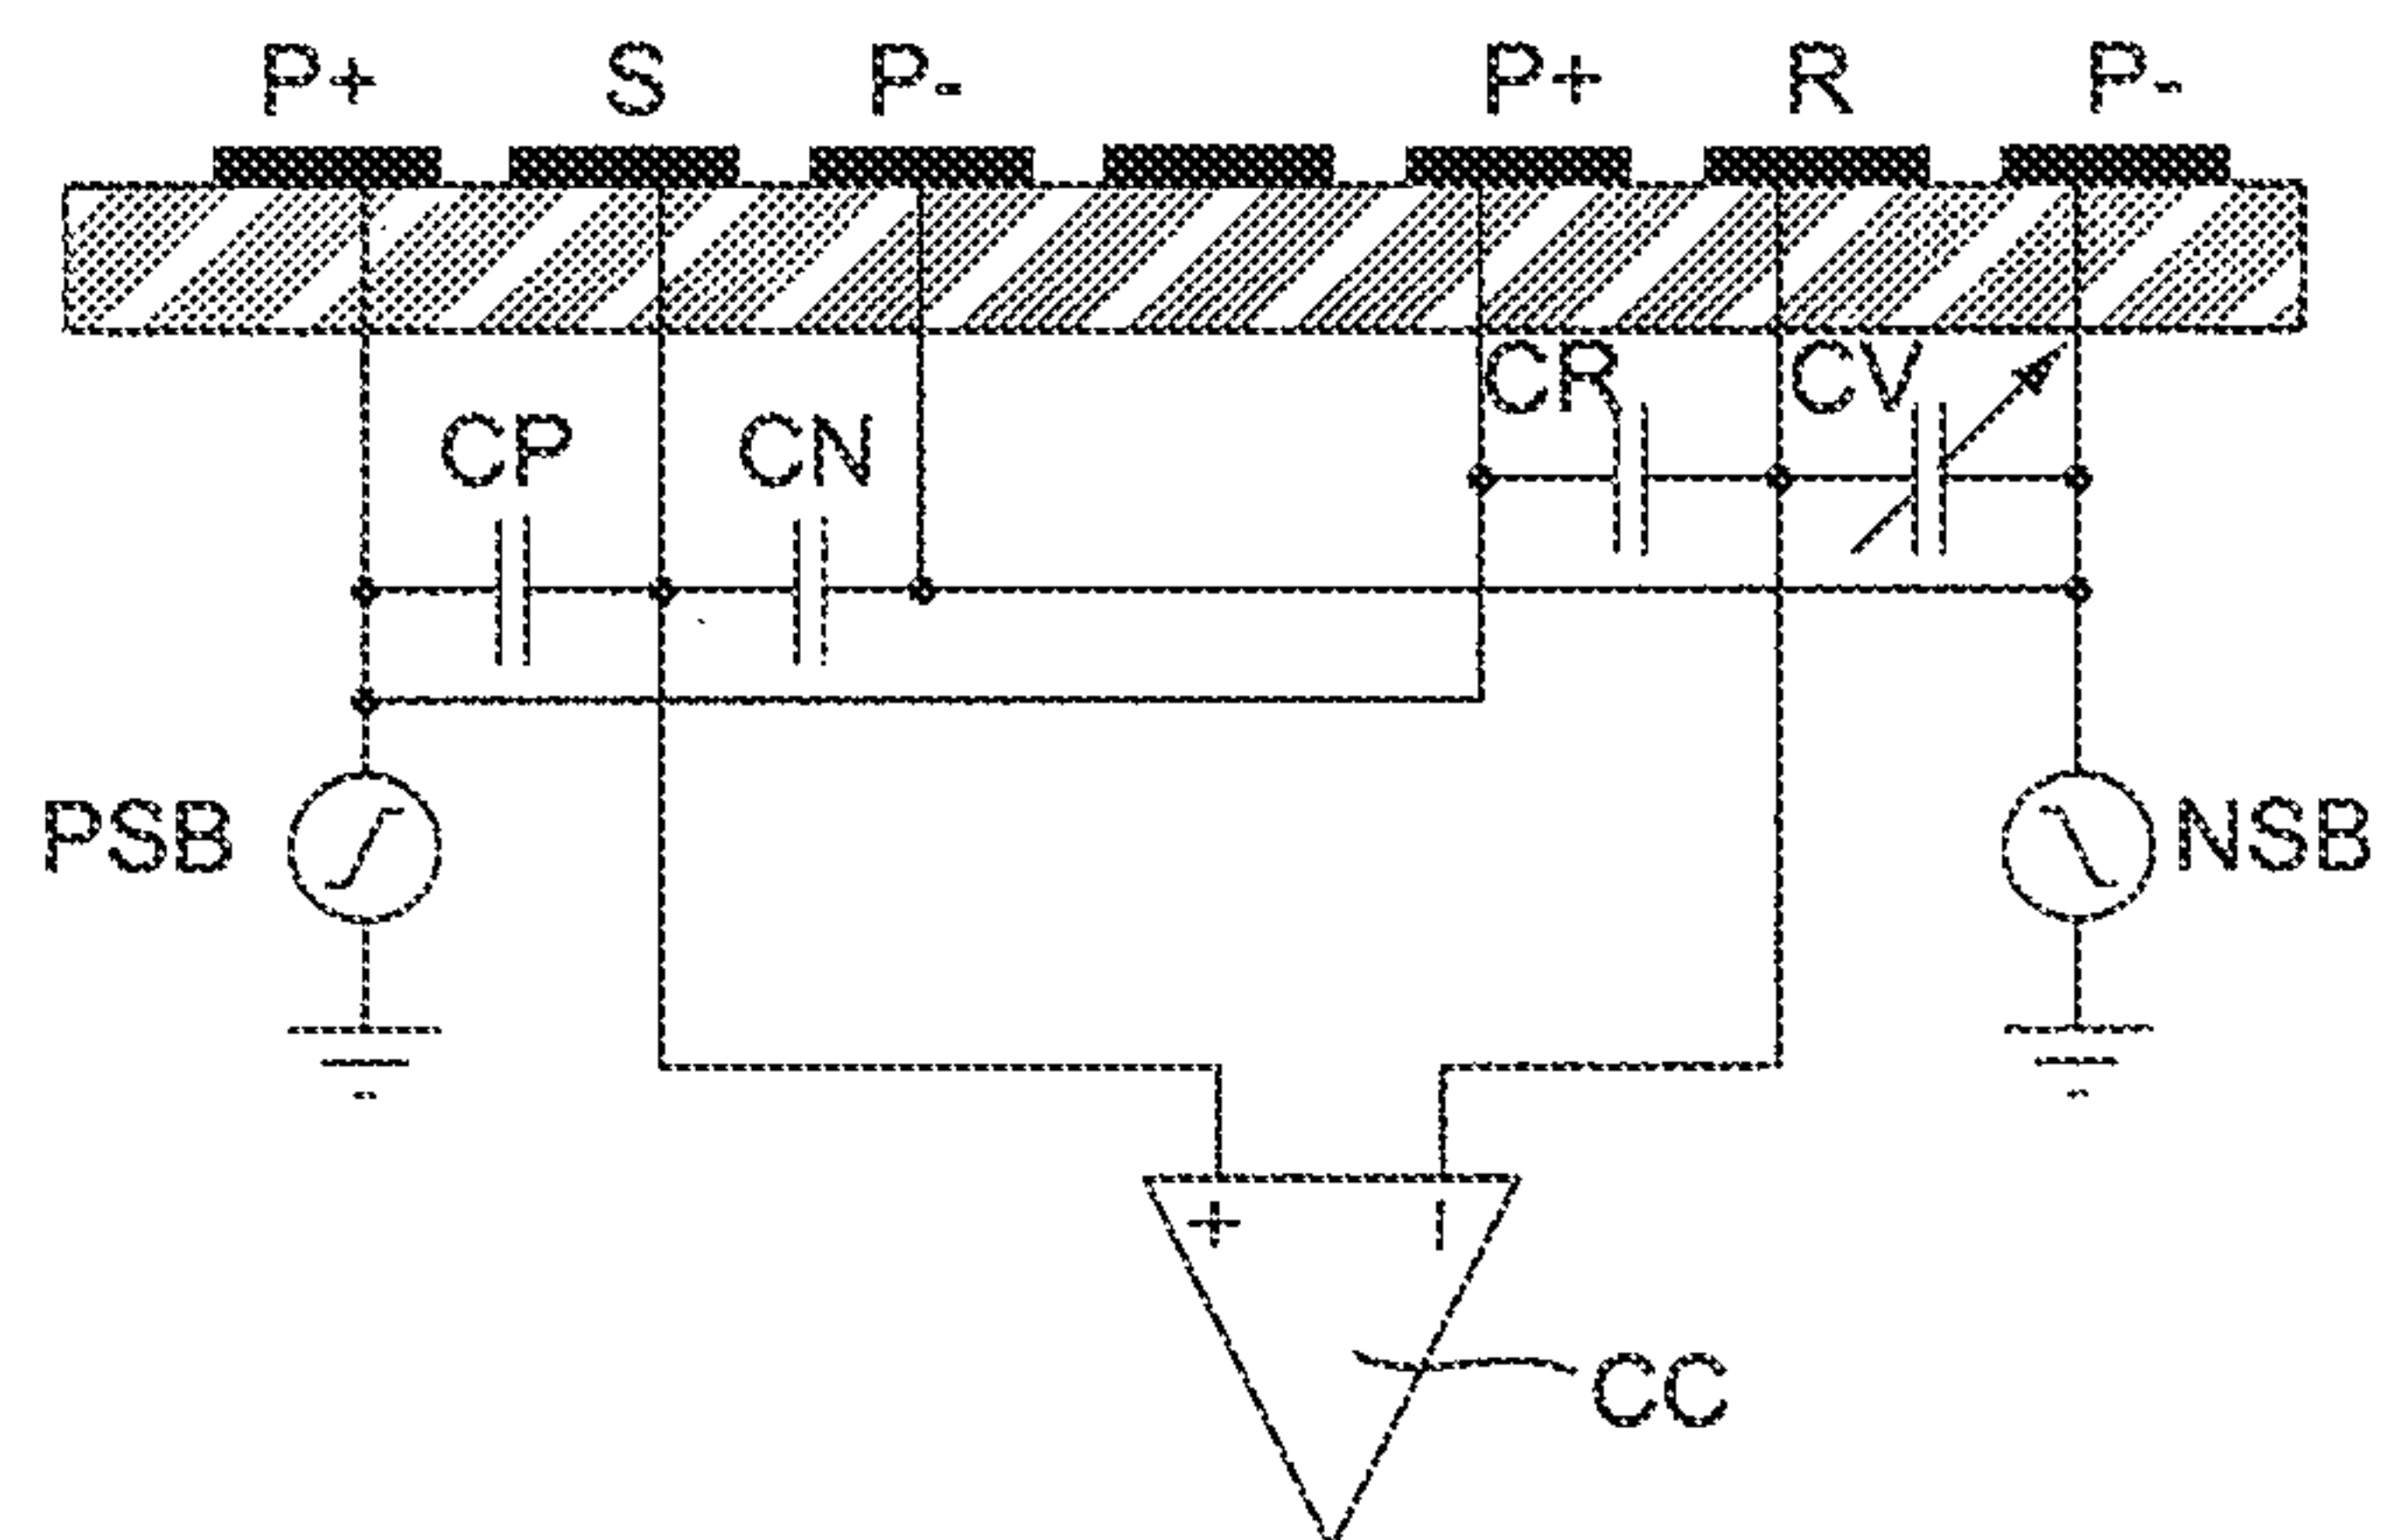 P+ S P- P+ R P-
CR CV
CP CN
PSB NSB
+ −
CC